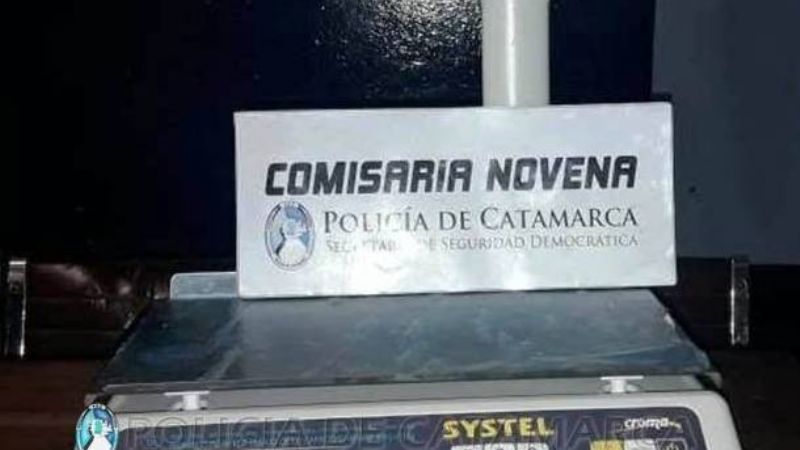 COMISARIA NOVENA
POLICÍA DE CATAMARCA
SECRETARÍA DE SEGURIDAD DEMOCRÁTICA
SYSTEL
croma
POLICIA DE CATAMARCA